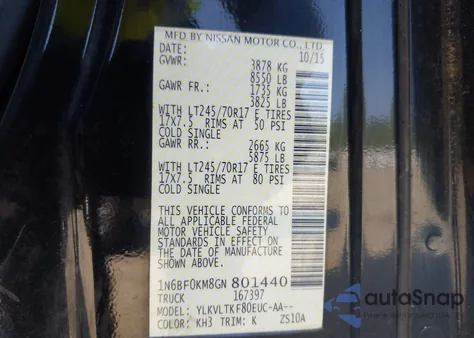 MFD BY NISSAN MOTOR CO., LTD.
DATE: 10/15
GVWR: 3878 KG
8550 LB
GAWR FR.: 1735 KG
3825 LB
WITH LT245/70R17 E TIRES
17X7.5 RIMS AT 50 PSI
COLD SINGLE
GAWR RR.: 2665 KG
5875 LB
WITH LT245/70R17 E TIRES
17X7.5 RIMS AT 80 PSI
COLD SINGLE
THIS VEHICLE CONFORMS TO
ALL APPLICABLE FEDERAL
MOTOR VEHICLE SAFETY
STANDARDS IN EFFECT ON
THE DATE OF MANUFACTURE
SHOWN ABOVE.
1N6BF0KM8GN 801440
TRUCK 167397
MODEL: YLKVLTKF80EUC-AA--
COLOR: KH3 TRIM: K ZS10A
autoSnap